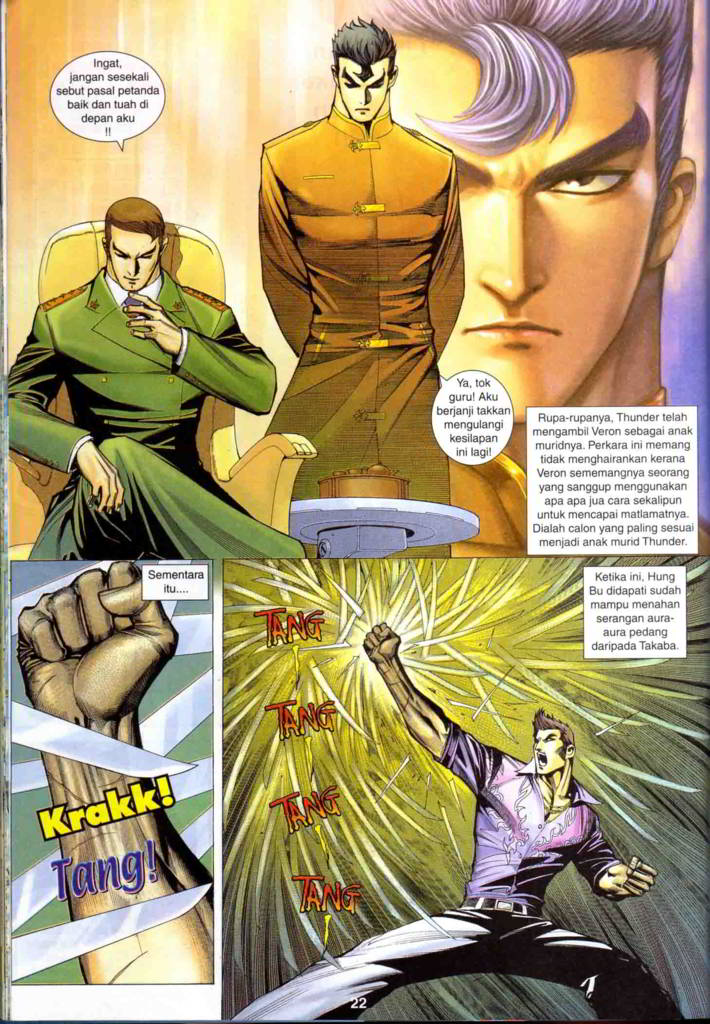 Ingat,
jangan sesekali
sebut pasal petanda
baik dan tuah di
depan aku
!!
Ya, tok
guru! Aku
berjanji takkan
mengulangi
kesilapan
ini lagi!
Rupa-rupanya, Thunder telah
mengambil Veron sebagai anak
muridnya. Perkara ini memang
tidak menghairankan kerana
Veron sememangnya seorang
yang sanggup menggunakan
apa apa jua cara sekalipun
untuk mencapai matlamatnya.
Dialah calon yang paling sesuai
menjadi anak murid Thunder.
Sementara
itu....
Krakk!
Tang!
Ketika ini, Hung
Bu didapati sudah
mampu menahan
serangan aura-
aura pedang
daripada Takaba.
TANG
TANG
TANG
TANG
22